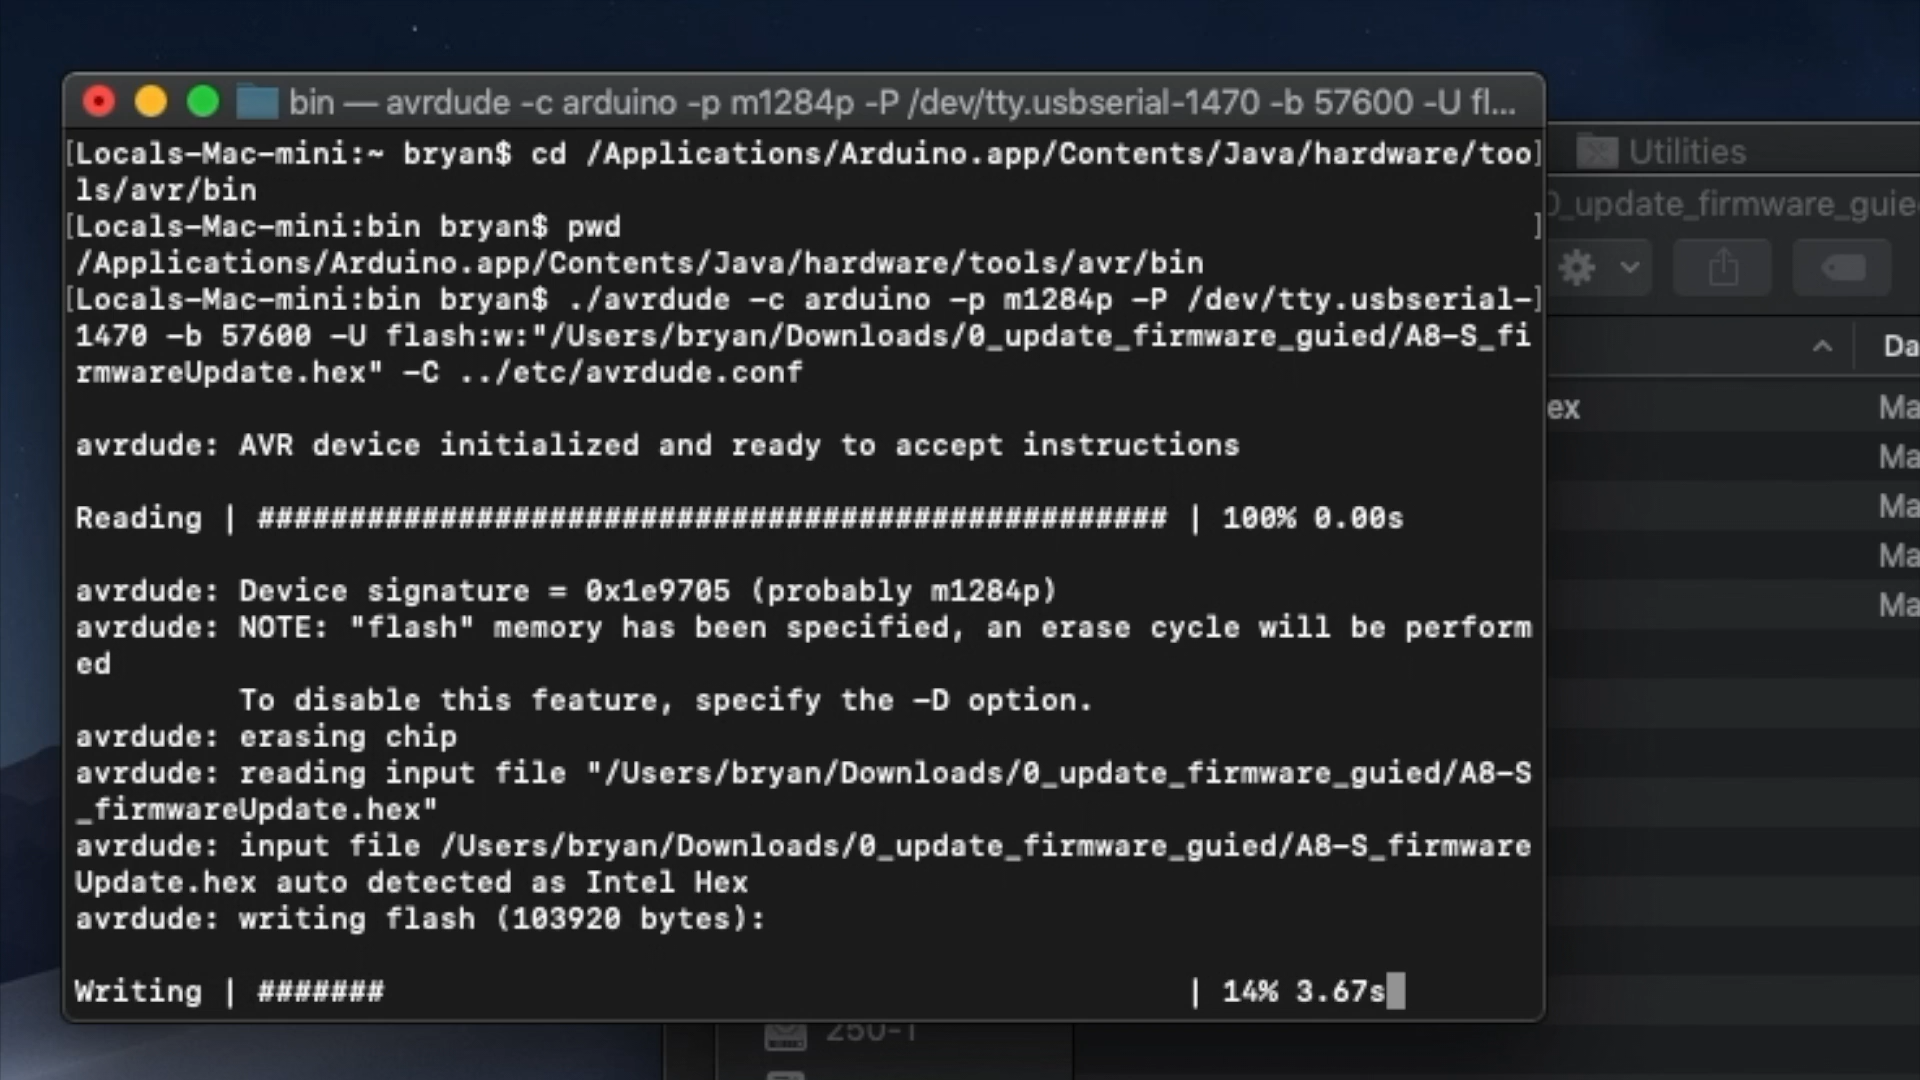 bin — avrdude -c arduino -p m1284p -P /dev/tty.usbserial-1470 -b 57600 -U fl...
[Locals-Mac-mini:~ bryan$ cd /Applications/Arduino.app/Contents/Java/hardware/too]
ls/avr/bin
[Locals-Mac-mini:bin bryan$ pwd ]
/Applications/Arduino.app/Contents/Java/hardware/tools/avr/bin
[Locals-Mac-mini:bin bryan$ ./avrdude -c arduino -p m1284p -P /dev/tty.usbserial-]
1470 -b 57600 -U flash:w:"/Users/bryan/Downloads/0_update_firmware_guied/A8-S_fi
rmwareUpdate.hex" -C ../etc/avrdude.conf
avrdude: AVR device initialized and ready to accept instructions
Reading | ################################################## | 100% 0.00s
avrdude: Device signature = 0x1e9705 (probably m1284p)
avrdude: NOTE: "flash" memory has been specified, an erase cycle will be perform
ed
To disable this feature, specify the -D option.
avrdude: erasing chip
avrdude: reading input file "/Users/bryan/Downloads/0_update_firmware_guied/A8-S
_firmwareUpdate.hex"
avrdude: input file /Users/bryan/Downloads/0_update_firmware_guied/A8-S_firmware
Update.hex auto detected as Intel Hex
avrdude: writing flash (103920 bytes):
Writing | ####### | 14% 3.67s
Utilities
0_update_firmware_guied
Da
ex
Ma
Ma
Ma
Ma
Ma
250-1